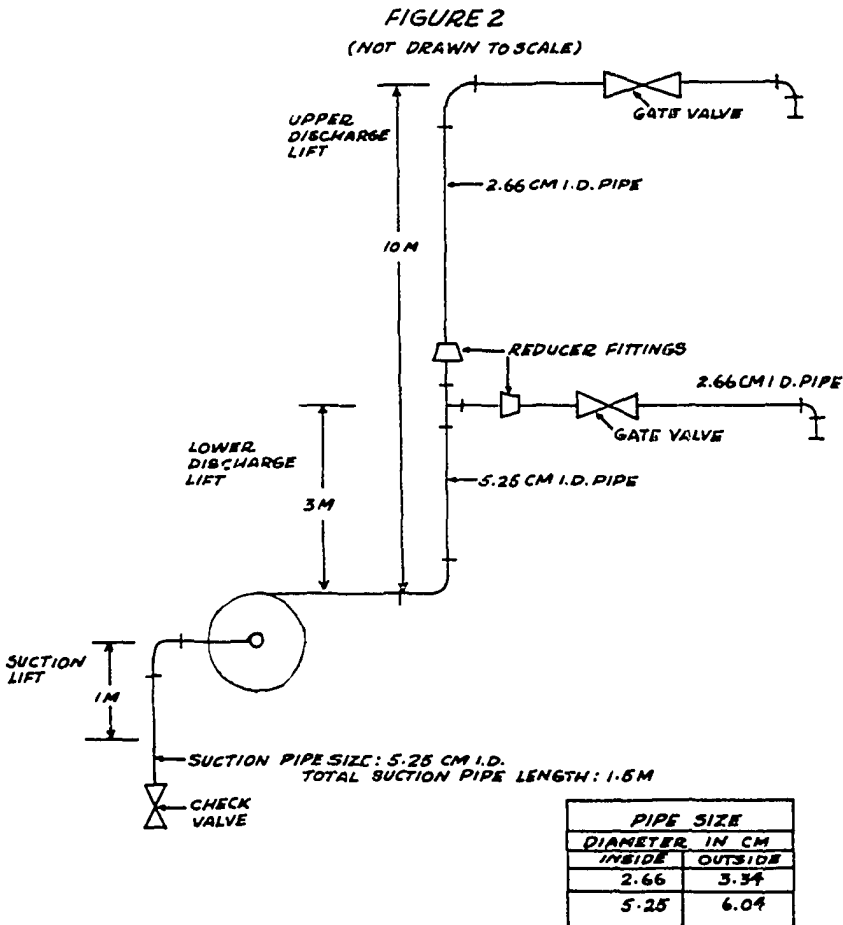 FIGURE 2
(NOT DRAWN TO SCALE)
UPPER
DISCHARGE
LIFT
GATE VALVE
2.66 CM I.D. PIPE
10 M
REDUCER FITTINGS
2.66 CM I D. PIPE
GATE VALVE
LOWER
DISCHARGE
LIFT
5.25 CM I.D. PIPE
3 M
SUCTION
LIFT
1 M
SUCTION PIPE SIZE: 5.25 CM I.D.
TOTAL SUCTION PIPE LENGTH: 1.5 M
CHECK
VALVE
PIPE SIZE
DIAMETER IN CM
INSIDE OUTSIDE
2.66 3.34
5.25 6.04